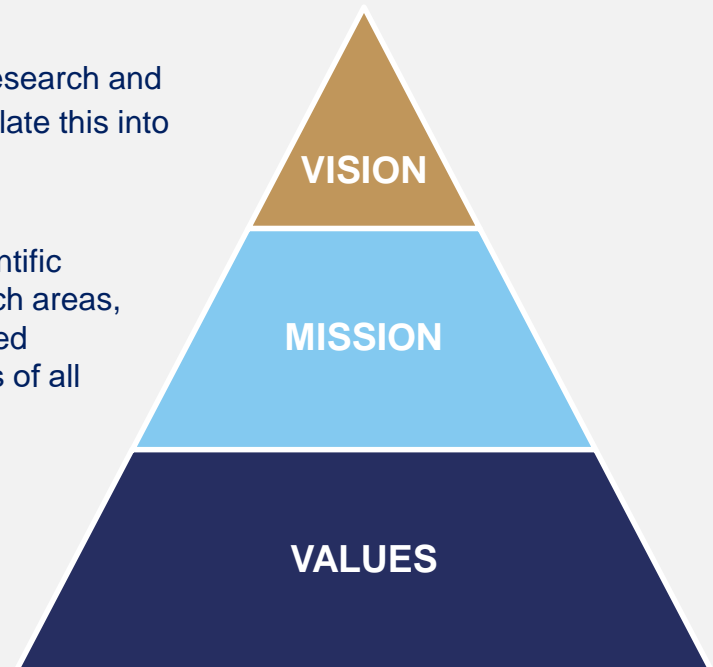 esearch and
late this into
VISION
ntific
ch areas,
ed
s of all
MISSION
VALUES